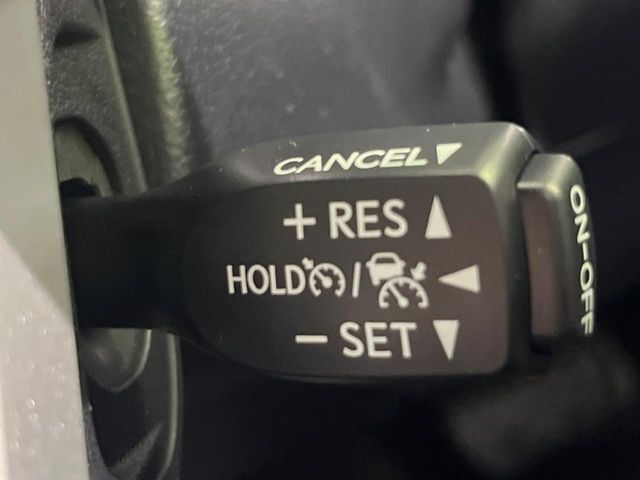 CANCEL▼
+ RES ▲
HOLD / ◀
− SET ▼
ON-OFF